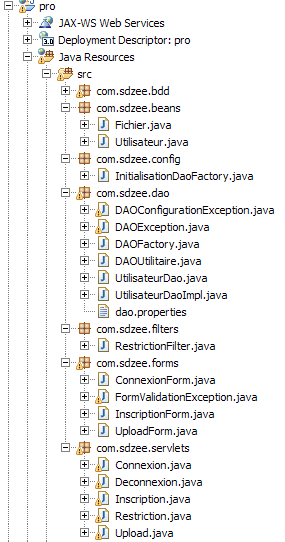 pro
JAX-WS Web Services
Deployment Descriptor: pro
Java Resources
src
com.sdzee.bdd
com.sdzee.beans
Fichier.java
Utilisateur.java
com.sdzee.config
InitialisationDaoFactory.java
com.sdzee.dao
DAOConfigurationException.java
DAOException.java
DAOFactory.java
DAOUtilitaire.java
UtilisateurDao.java
UtilisateurDaoImpl.java
dao.properties
com.sdzee.filters
RestrictionFilter.java
com.sdzee.forms
ConnexionForm.java
FormValidationException.java
InscriptionForm.java
UploadForm.java
com.sdzee.servlets
Connexion.java
Deconnexion.java
Inscription.java
Restriction.java
Upload.java